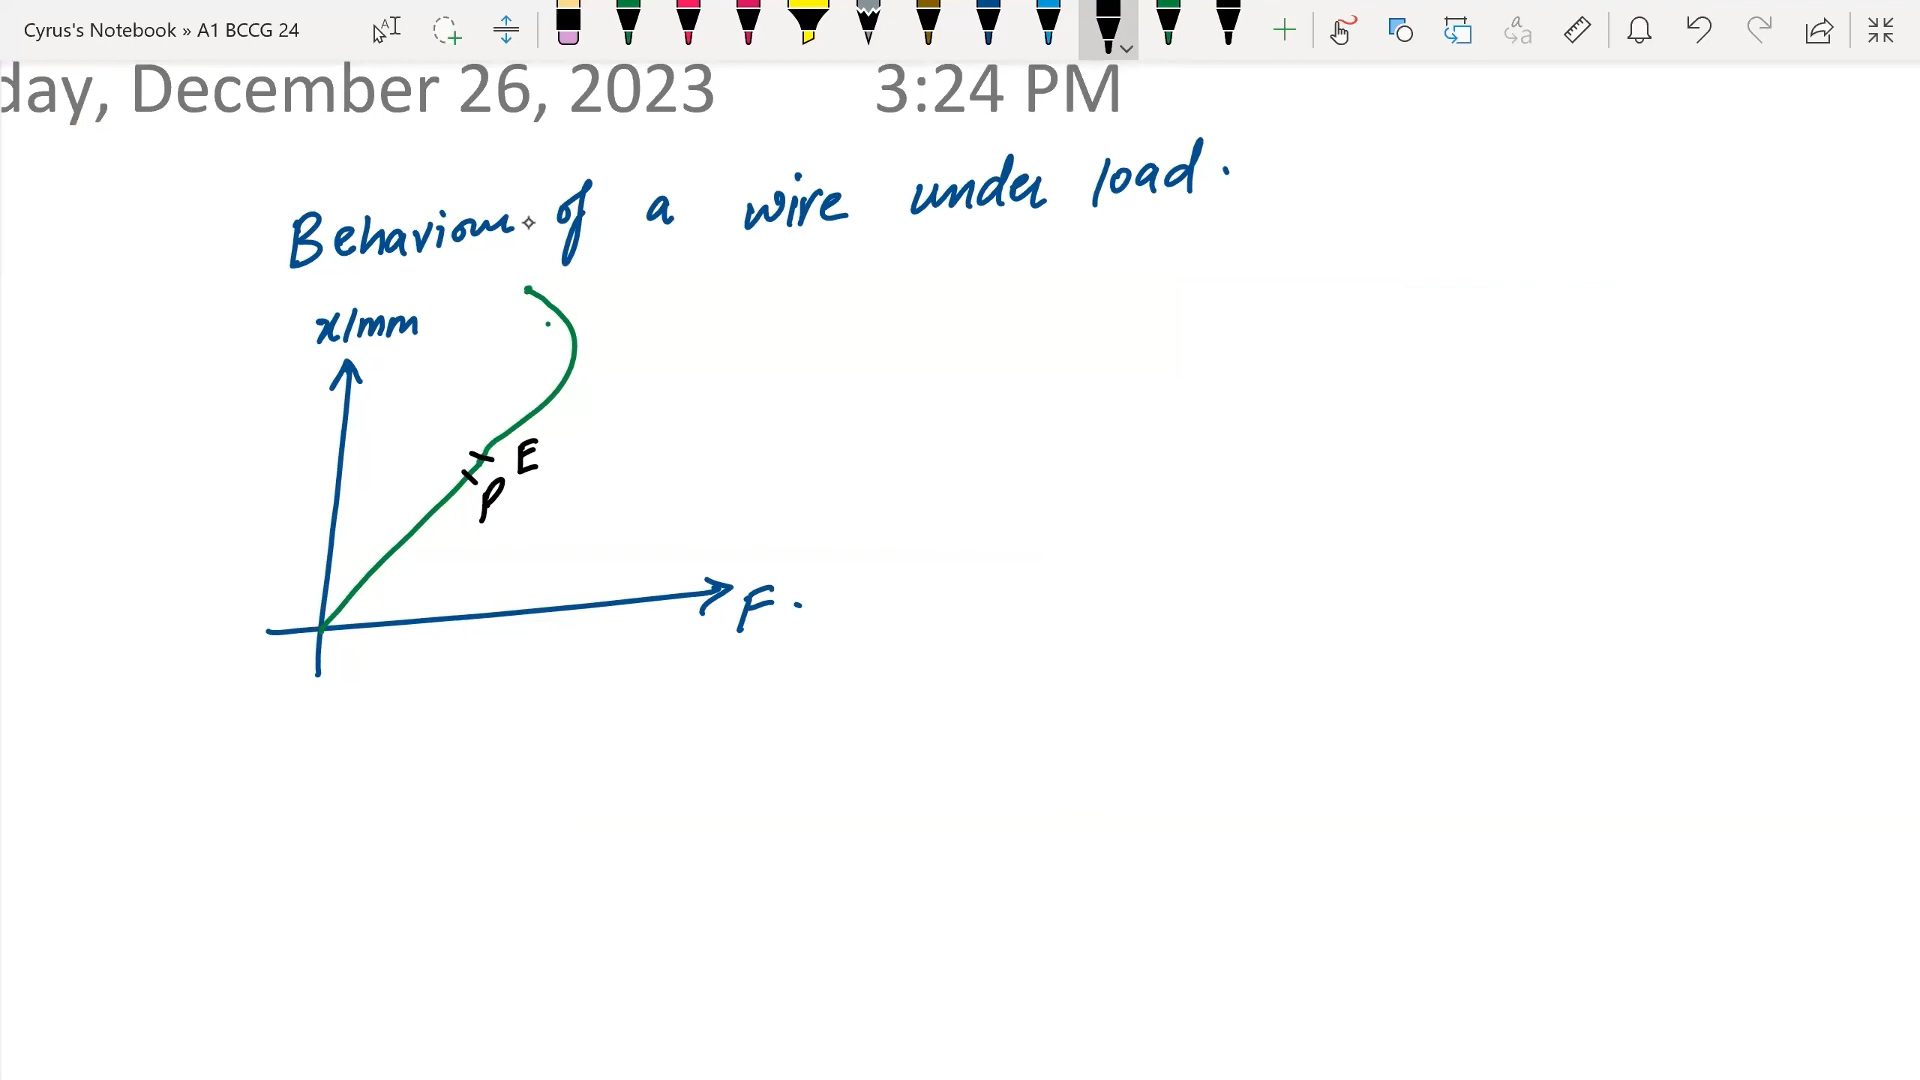 Cyrus's Notebook » A1 BCCG 24
day, December 26, 2023 3:24 PM
Behaviour of a wire under load.
x/mm
E
P
F.